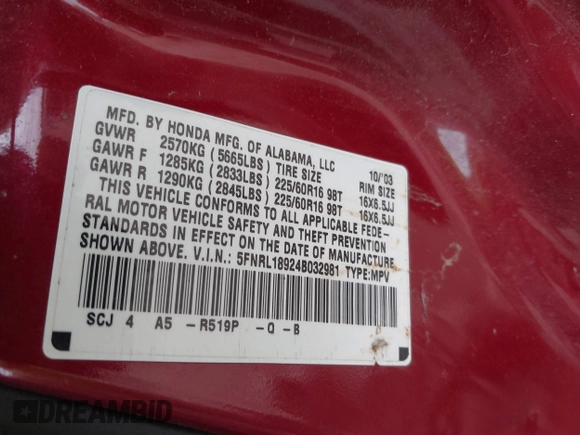 MFD. BY HONDA MFG. OF ALABAMA, LLC 10/'03
GVWR 2570KG (5665LBS) TIRE SIZE RIM SIZE
GAWR F 1285KG (2833LBS) 225/60R16 98T 16X6.5JJ
GAWR R 1290KG (2845LBS) 225/60R16 98T 16X6.5JJ
THIS VEHICLE CONFORMS TO ALL APPLICABLE FEDE-
RAL MOTOR VEHICLE SAFETY AND THEFT PREVENTION
STANDARDS IN EFFECT ON THE DATE OF MANUFACTURE
SHOWN ABOVE. V.I.N.: 5FNRL18924B032981 TYPE:MPV
SCJ 4 A5 -R519P -Q -B
DREAMBID